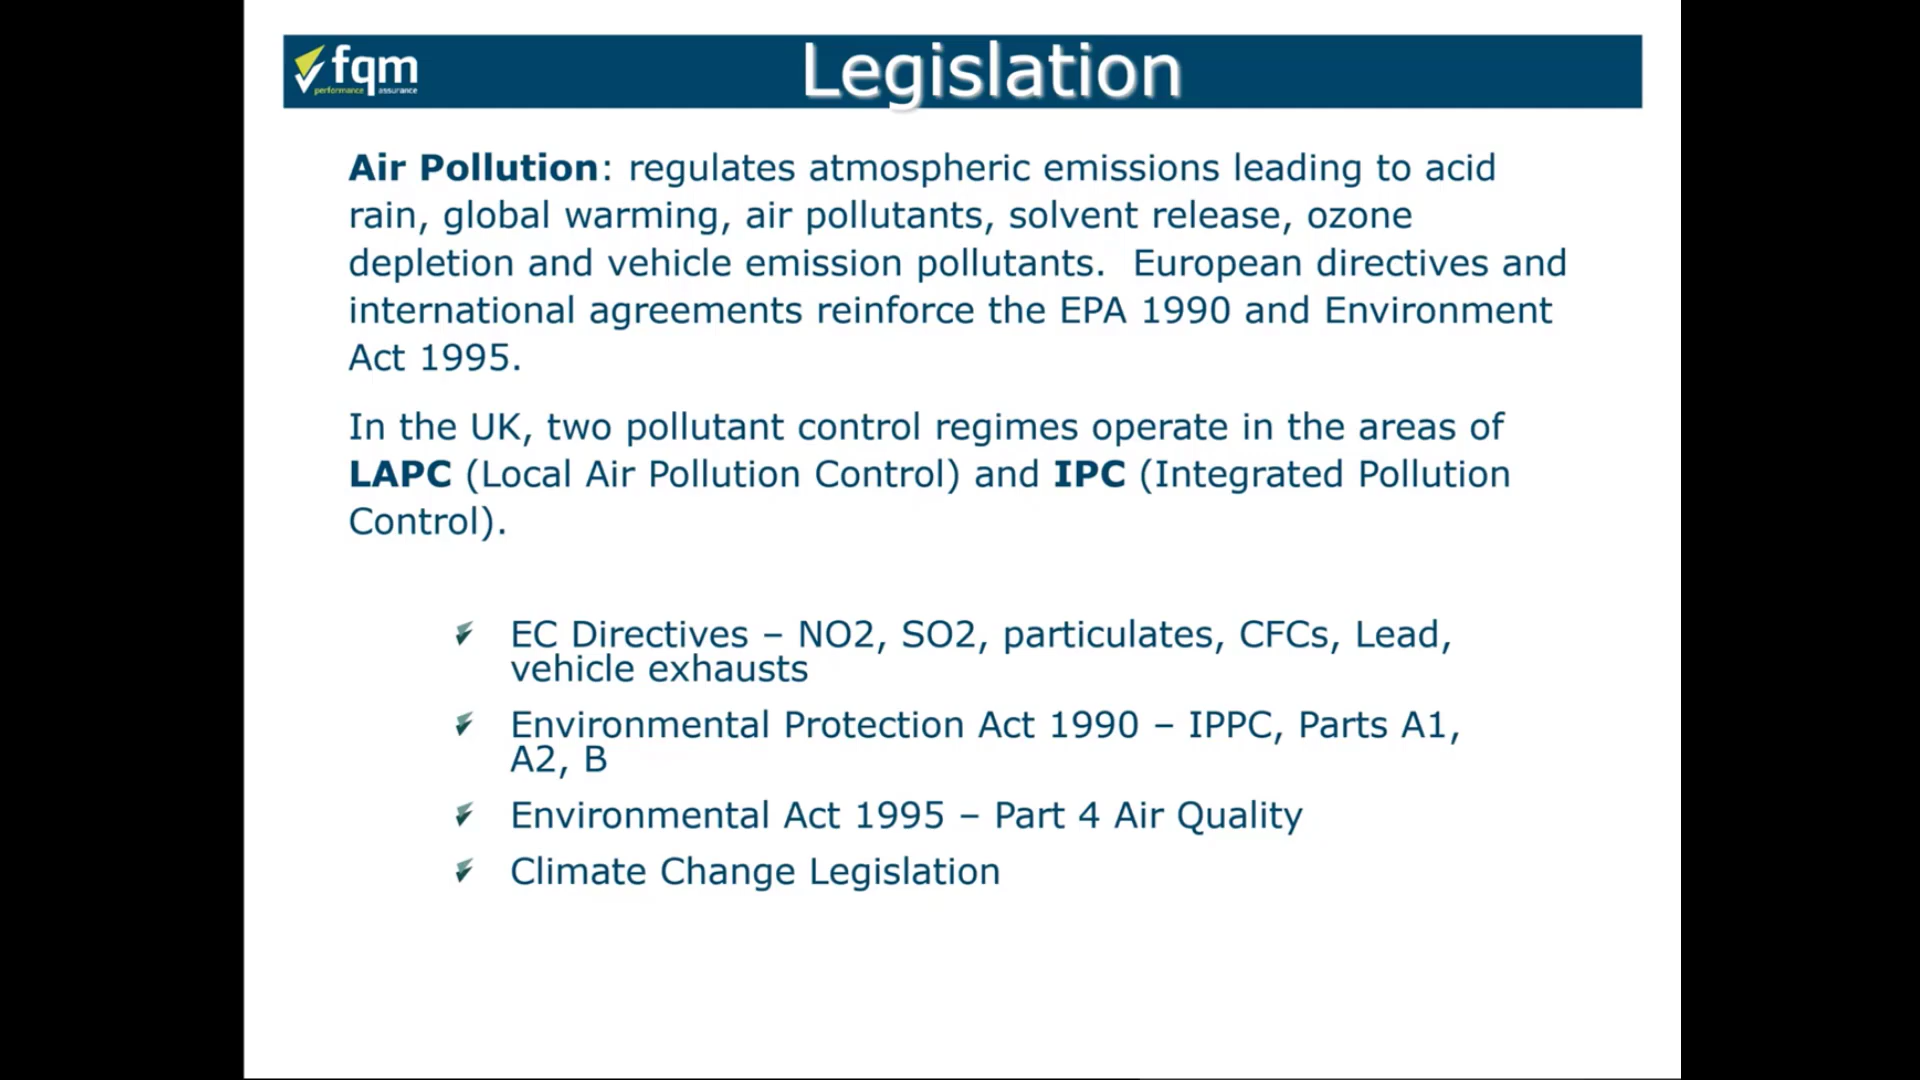 fqm
performance assurance
Legislation
Air Pollution: regulates atmospheric emissions leading to acid
rain, global warming, air pollutants, solvent release, ozone
depletion and vehicle emission pollutants.  European directives and
international agreements reinforce the EPA 1990 and Environment
Act 1995.
In the UK, two pollutant control regimes operate in the areas of
LAPC (Local Air Pollution Control) and IPC (Integrated Pollution
Control).
EC Directives – NO2, SO2, particulates, CFCs, Lead,
vehicle exhausts
Environmental Protection Act 1990 – IPPC, Parts A1,
A2, B
Environmental Act 1995 – Part 4 Air Quality
Climate Change Legislation